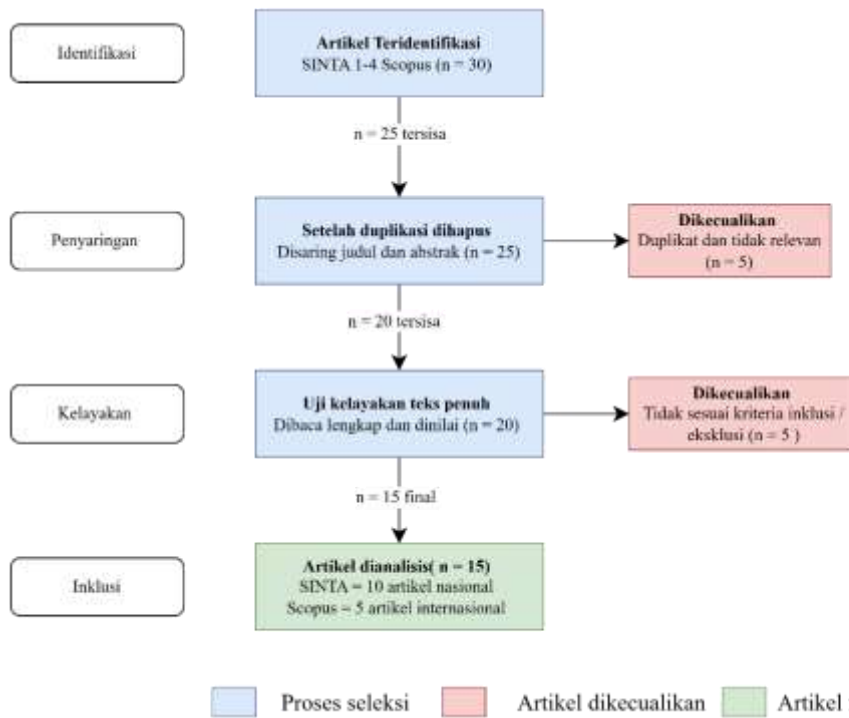 Identifikasi
Artikel Teridentifikasi
SINTA 1-4 Scopus (n = 30)
n = 25 tersisa
Penyaringan
Setelah duplikasi dihapus
Disaring judul dan abstrak (n = 25)
Dikecualikan
Duplikat dan tidak relevan
(n = 5)
n = 20 tersisa
Kelayakan
Uji kelayakan teks penuh
Dibaca lengkap dan dinilai (n = 20)
Dikecualikan
Tidak sesuai kriteria inklusi /
eksklusi (n = 5 )
n = 15 final
Inklusi
Artikel dianalisis( n = 15)
SINTA = 10 artikel nasional
Scopus = 5 artikel internasional
Proses seleksi
Artikel dikecualikan
Artikel